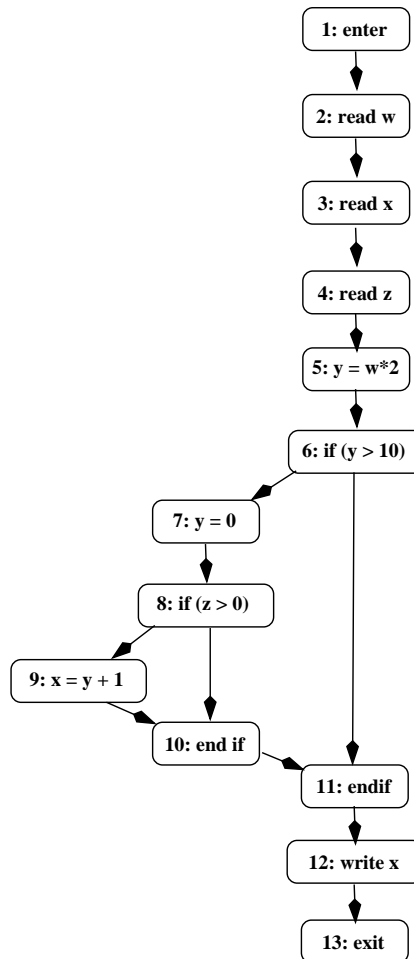 1: enter
2: read w
3: read x
4: read z
5: y = w*2
6: if (y > 10)
7: y = 0
8: if (z > 0)
9: x = y + 1
10: end if
11: endif
12: write x
13: exit